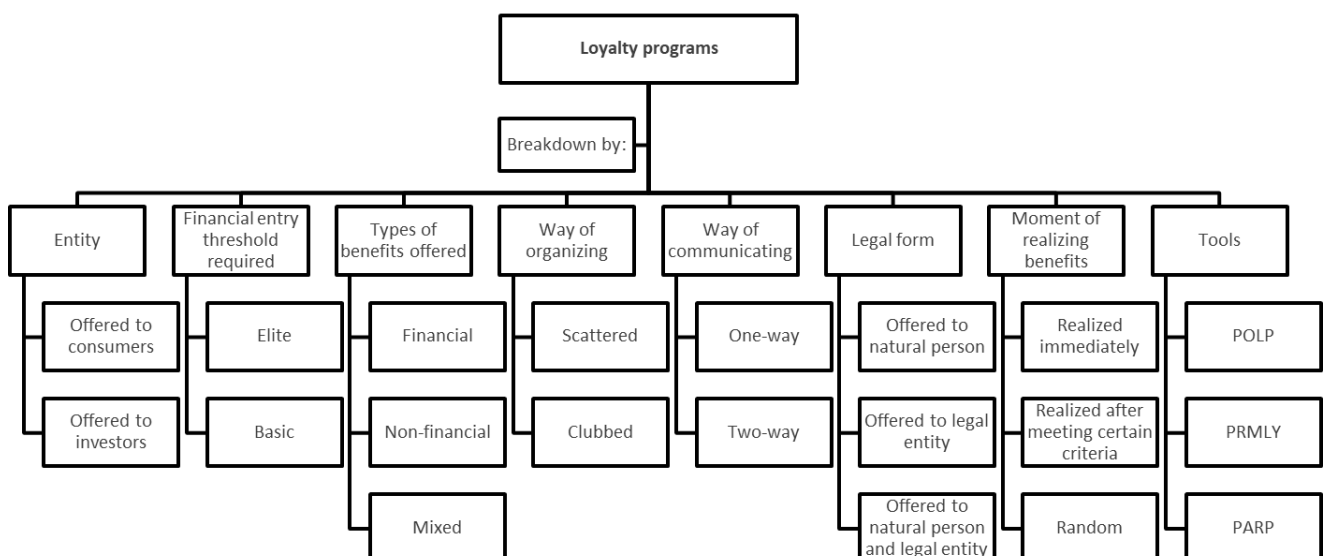 Loyalty programs
Breakdown by:
Entity
Financial entry
threshold
required
Types of
benefits offered
Way of
organizing
Way of
communicating
Legal form
Moment of
realizing
benefits
Tools
Offered to
consumers
Elite
Financial
Scattered
One-way
Offered to
natural person
Realized
immediately
POLP
Offered to
investors
Basic
Non-financial
Clubbed
Two-way
Offered to legal
entity
Realized after
meeting certain
criteria
PRMLY
Mixed
Offered to
natural person
and legal entity
Random
PARP